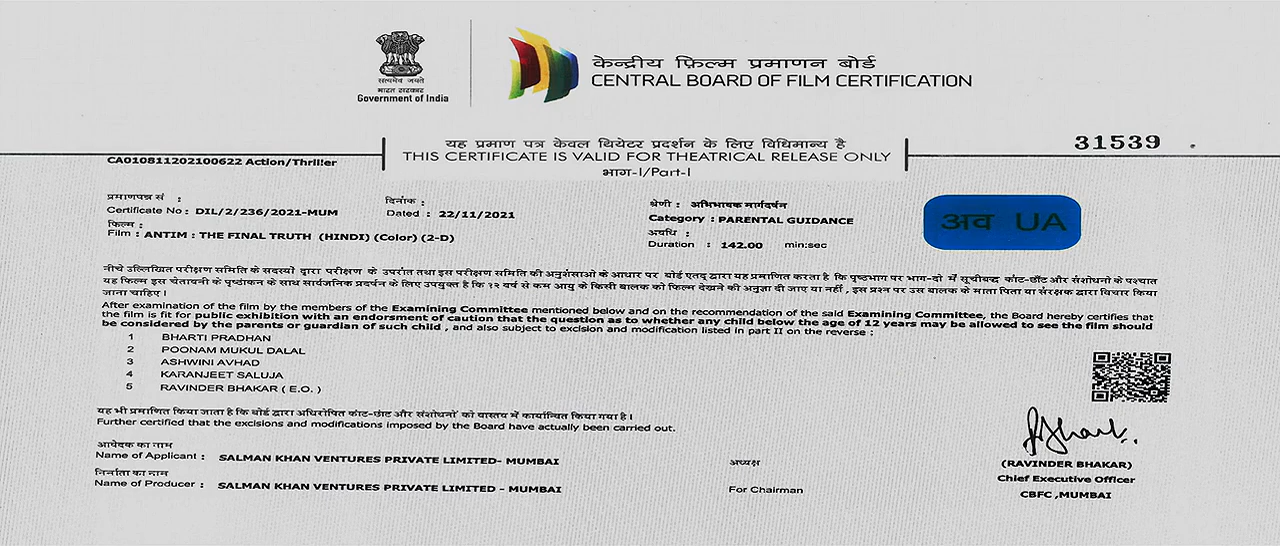 सत्यमेव जयते
भारत सरकार
Government of India
केन्द्रीय फ़िल्म प्रमाणन बोर्ड
CENTRAL BOARD OF FILM CERTIFICATION
31539
यह प्रमाण पत्र केवल थियेटर प्रदर्शन के लिए विधिमान्य है
THIS CERTIFICATE IS VALID FOR THEATRICAL RELEASE ONLY
भाग-I/Part-I
CA010811202100622 Action/Thriller
प्रमाणपत्र सं :
Certificate No : DIL/2/236/2021-MUM
दिनांक :
Dated : 22/11/2021
श्रेणी : अभिभावक मार्गदर्शन
Category : PARENTAL GUIDANCE
अव UA
फिल्म :
Film : ANTIM : THE FINAL TRUTH (HINDI) (Color) (2-D)
अवधि :
Duration : 142.00 min:sec
नीचे उल्लिखित परीक्षण समिति के सदस्यों द्वारा परीक्षण के उपरांत तथा इस परीक्षण समिति की अनुशंसाओं के आधार पर बोर्ड एतद् द्वारा यह प्रमाणित करता है कि पृष्ठभाग पर भाग-दो में सूचीबद्ध काँट-छाँट और संशोधनों के पश्चात
यह फिल्म इस चेतावनी के पृष्ठांकन के साथ सार्वजनिक प्रदर्शन के लिए उपयुक्त है कि १२ वर्ष से कम आयु के किसी बालक को फिल्म देखने की अनुज्ञा दी जाए या नहीं , इस प्रश्न पर उस बालक के माता पिता या संरक्षक द्वारा विचार किया
जाना चाहिए ।
After examination of the film by the members of the Examining Committee mentioned below and on the recommendation of the said Examining Committee, the Board hereby certifies that
the film is fit for public exhibition with an endorsement of caution that the question as to whether any child below the age of 12 years may be allowed to see the film should
be considered by the parents or guardian of such child , and also subject to excision and modification listed in part II on the reverse :
1 BHARTI PRADHAN
2 POONAM MUKUL DALAL
3 ASHWINI AVHAD
4 KARANJEET SALUJA
5 RAVINDER BHAKAR ( E.O. )
यह भी प्रमाणित किया जाता है कि बोर्ड द्वारा अधिरोपित काँट-छाँट और संशोधनों को वास्तव में कार्यान्वित किया गया है ।
Further certified that the excisions and modifications imposed by the Board have actually been carried out.
आवेदक का नाम
Name of Applicant : SALMAN KHAN VENTURES PRIVATE LIMITED- MUMBAI
निर्माता का नाम
Name of Producer : SALMAN KHAN VENTURES PRIVATE LIMITED - MUMBAI
अध्यक्ष
For Chairman
(RAVINDER BHAKAR)
Chief Executive Officer
CBFC ,MUMBAI